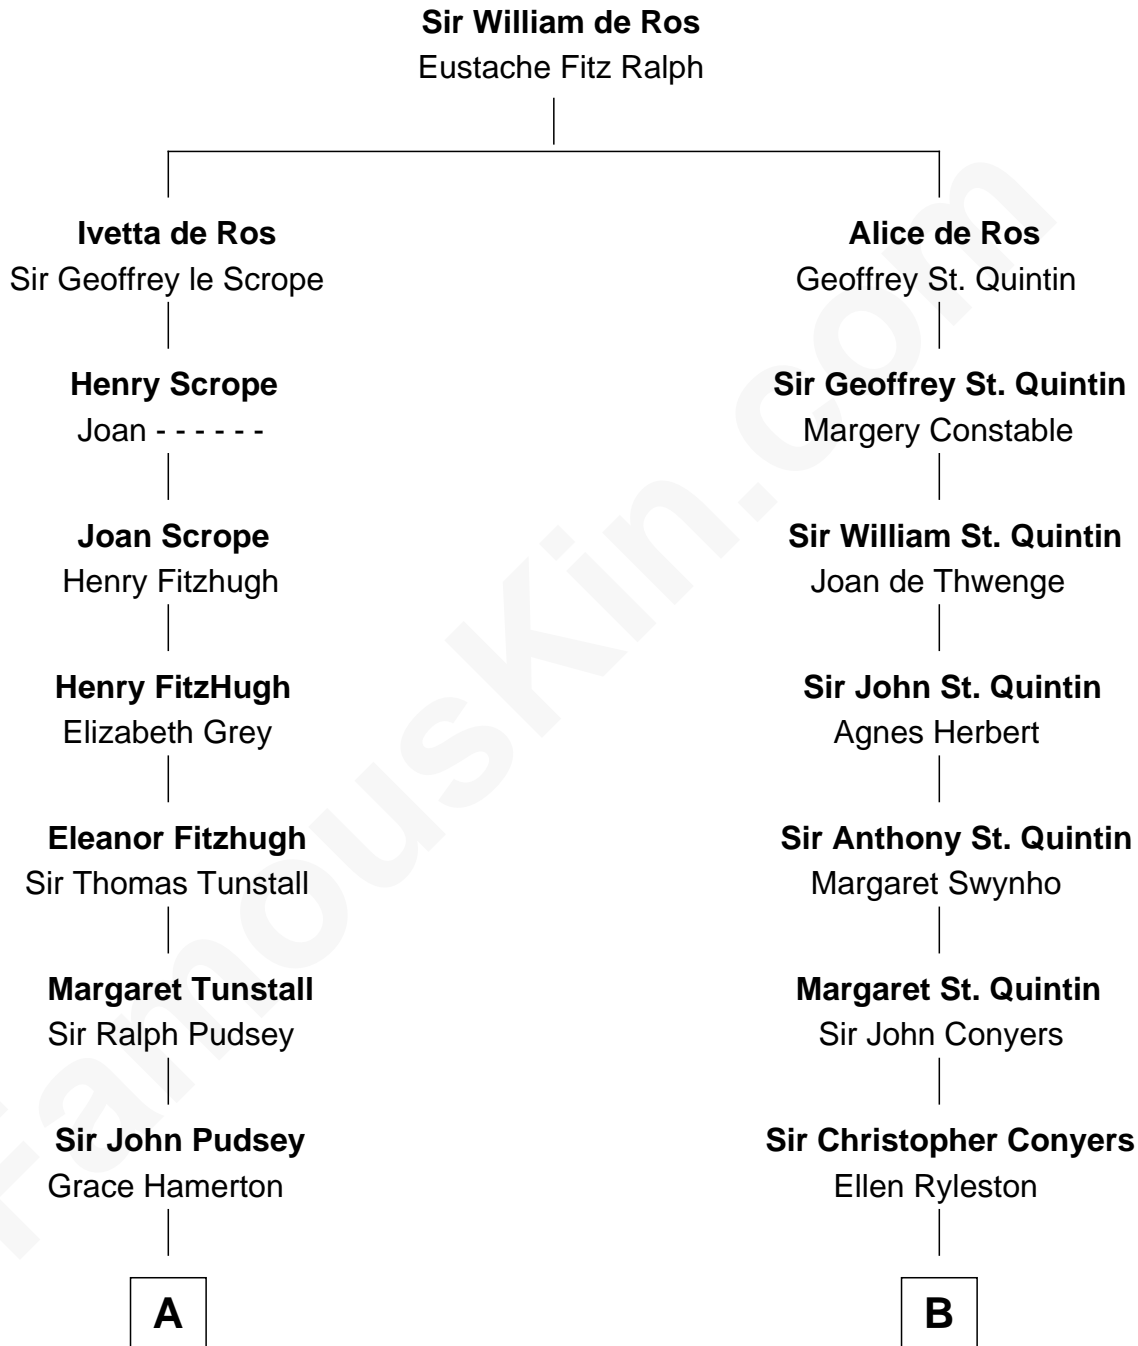 Sir William de Ros
Eustache Fitz Ralph
Ivetta de Ros
Sir Geoffrey le Scrope
Alice de Ros
Geoffrey St. Quintin
Henry Scrope
Joan - - - - - -
Sir Geoffrey St. Quintin
Margery Constable
Joan Scrope
Henry Fitzhugh
Sir William St. Quintin
Joan de Thwenge
Henry FitzHugh
Elizabeth Grey
Sir John St. Quintin
Agnes Herbert
Eleanor Fitzhugh
Sir Thomas Tunstall
Sir Anthony St. Quintin
Margaret Swynho
Margaret Tunstall
Sir Ralph Pudsey
Margaret St. Quintin
Sir John Conyers
Sir John Pudsey
Grace Hamerton
Sir Christopher Conyers
Ellen Ryleston
A
B
FamousKin.com